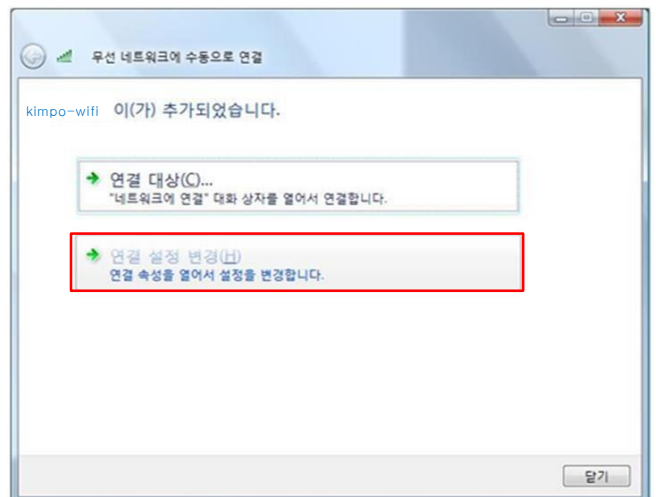 무선 네트워크에 수동으로 연결
kimpo-wifi 이(가) 추가되었습니다.
연결 대상(C)...
"네트워크에 연결" 대화 상자를 열어서 연결합니다.
연결 설정 변경(H)
연결 속성을 열어서 설정을 변경합니다.
닫기